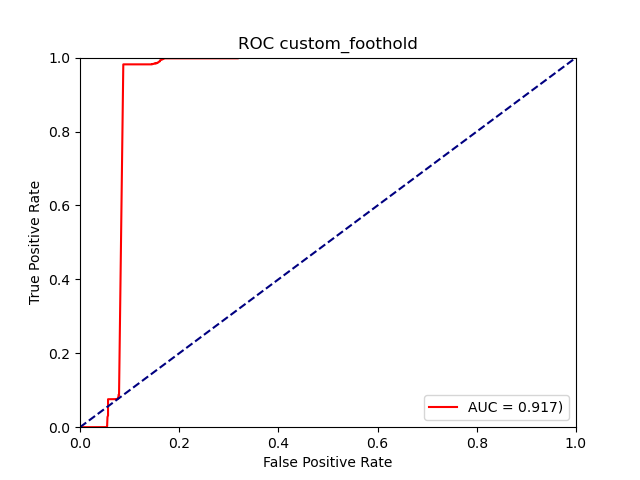 ROC custom_foothold
True Positive Rate
1.0
0.8
0.6
0.4
0.2
0.0
AUC = 0.917)
0.0 0.2 0.4 0.6 0.8 1.0
False Positive Rate